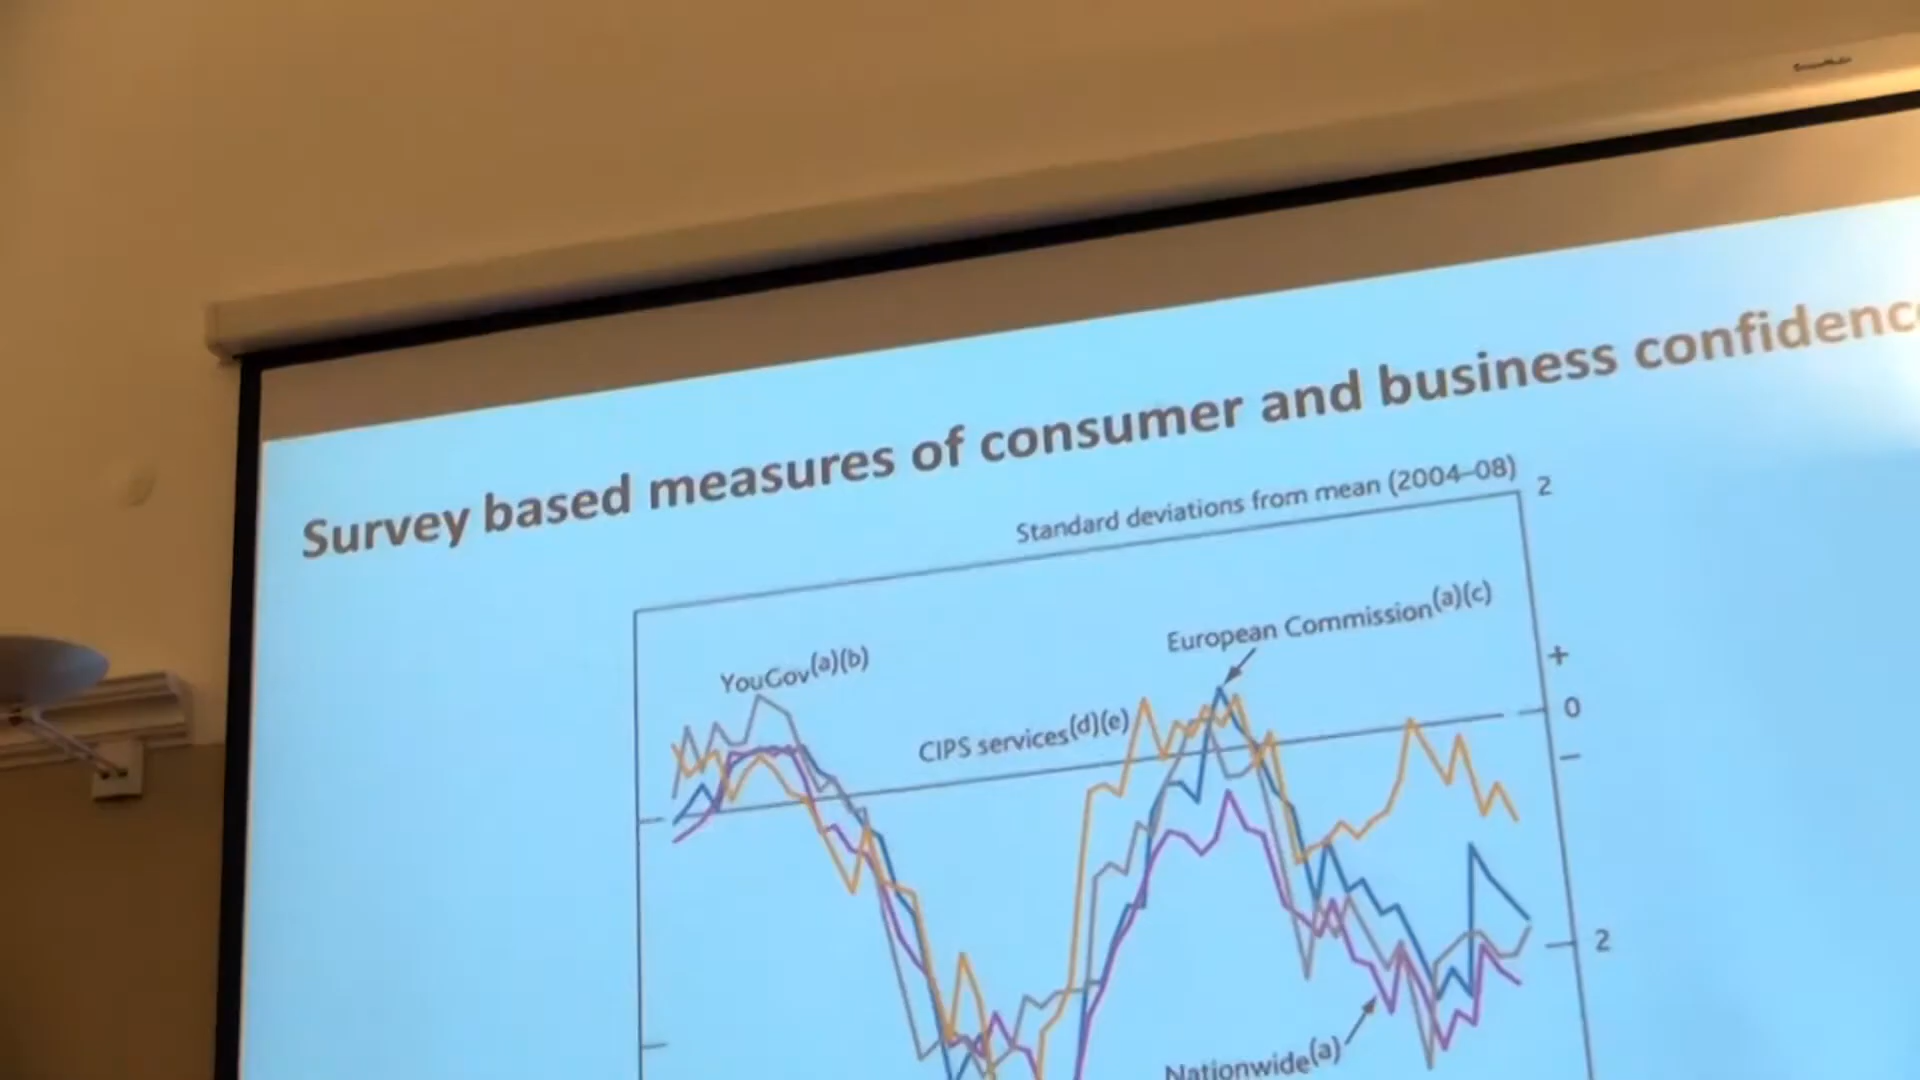 Survey based measures of consumer and business confidenc
Standard deviations from mean (2004–08)
2
European Commission(a)(c)
+
YouGov(a)(b)
0
CIPS services(d)(e)
–
2
Nationwide(a)